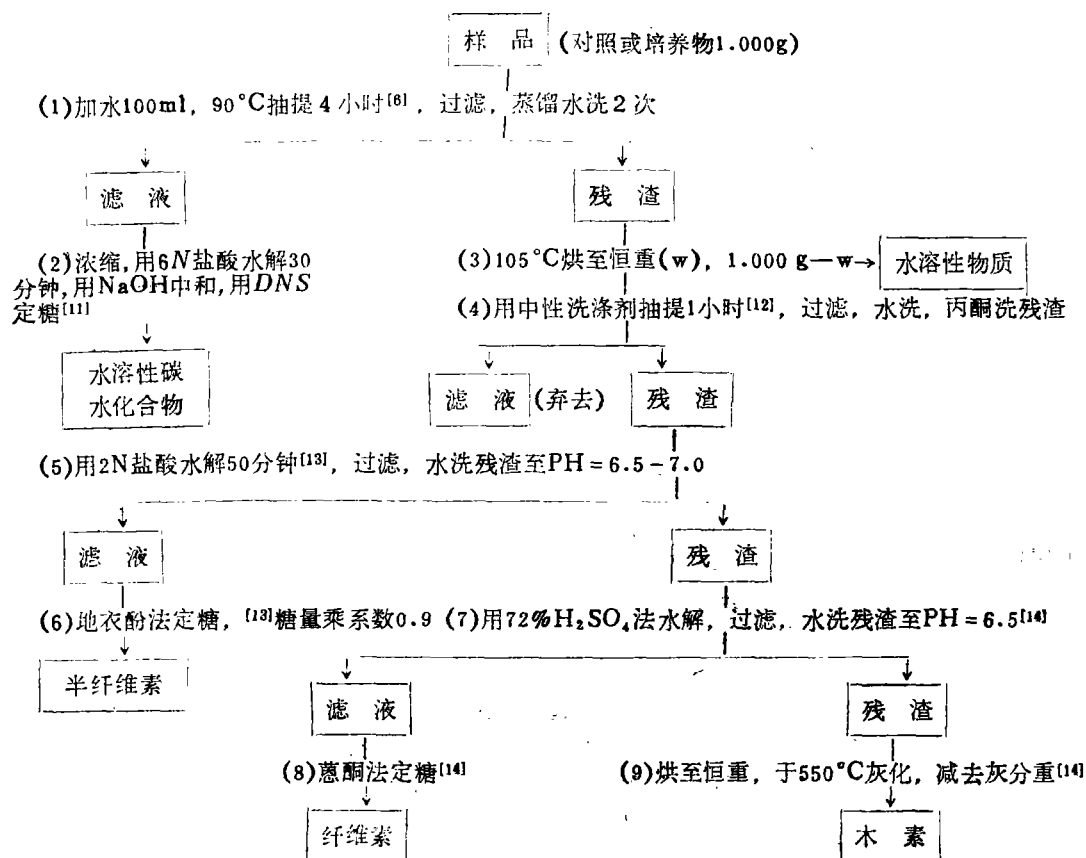 样 品 (对照或培养物1.000g)
(1)加水100ml, 90°C抽提4小时[6], 过滤, 蒸馏水洗2次
滤 液
残 渣
(2)浓缩,用6N盐酸水解30
分钟,用NaOH中和,用DNS
定糖[11]
(3)105°C烘至恒重(w), 1.000 g—w→ 水溶性物质
(4)用中性洗涤剂抽提1小时[12], 过滤, 水洗, 丙酮洗残渣
水溶性碳
水化合物
滤 液 (弃去) 残 渣
(5)用2N盐酸水解50分钟[13], 过滤, 水洗残渣至PH=6.5-7.0
滤 液
残 渣
(6)地衣酚法定糖, [13]糖量乘系数0.9
(7)用72%H₂SO₄法水解, 过滤, 水洗残渣至PH=6.5[14]
半纤维素
滤 液
残 渣
(8)蒽酮法定糖[14]
(9)烘至恒重, 于550°C灰化, 减去灰分重[14]
纤维素
木 素